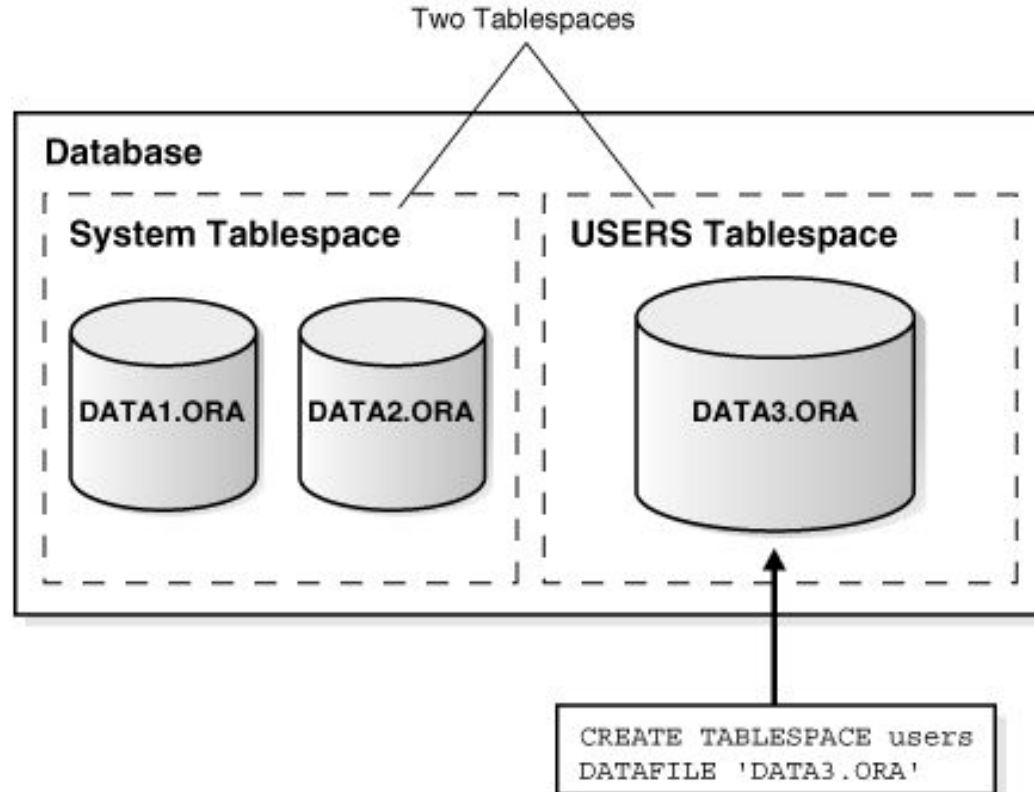 Two Tablespaces
Database
System Tablespace
USERS Tablespace
DATA1.ORA
DATA2.ORA
DATA3.ORA
CREATE TABLESPACE users
DATAFILE 'DATA3.ORA'